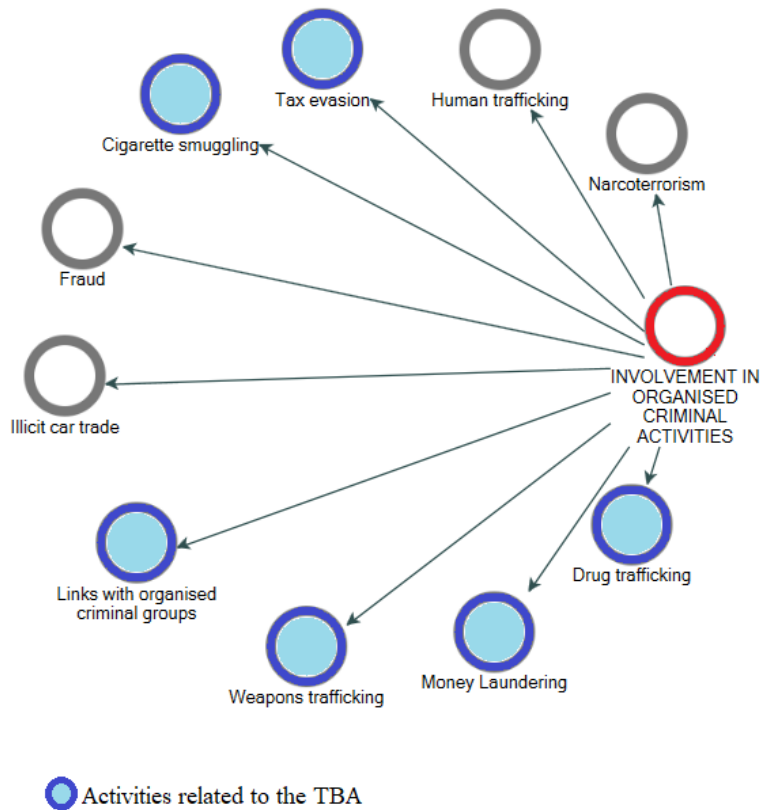 Tax evasion
Human trafficking
Cigarette smuggling
Narcoterrorism
Fraud
INVOLVEMENT IN
ORGANISED
CRIMINAL
ACTIVITIES
Illicit car trade
Drug trafficking
Links with organised
criminal groups
Money Laundering
Weapons trafficking
Activities related to the TBA